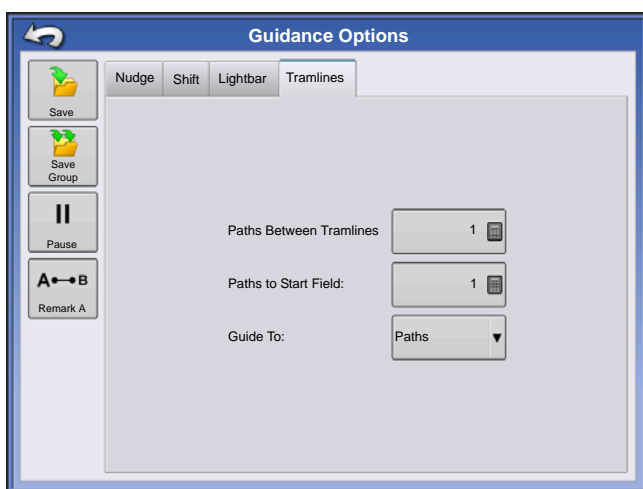 Guidance Options
Nudge Shift Lightbar Tramlines
Save
Save
Group
Pause
A B
Remark A
Paths Between Tramlines 1
Paths to Start Field: 1
Guide To: Paths